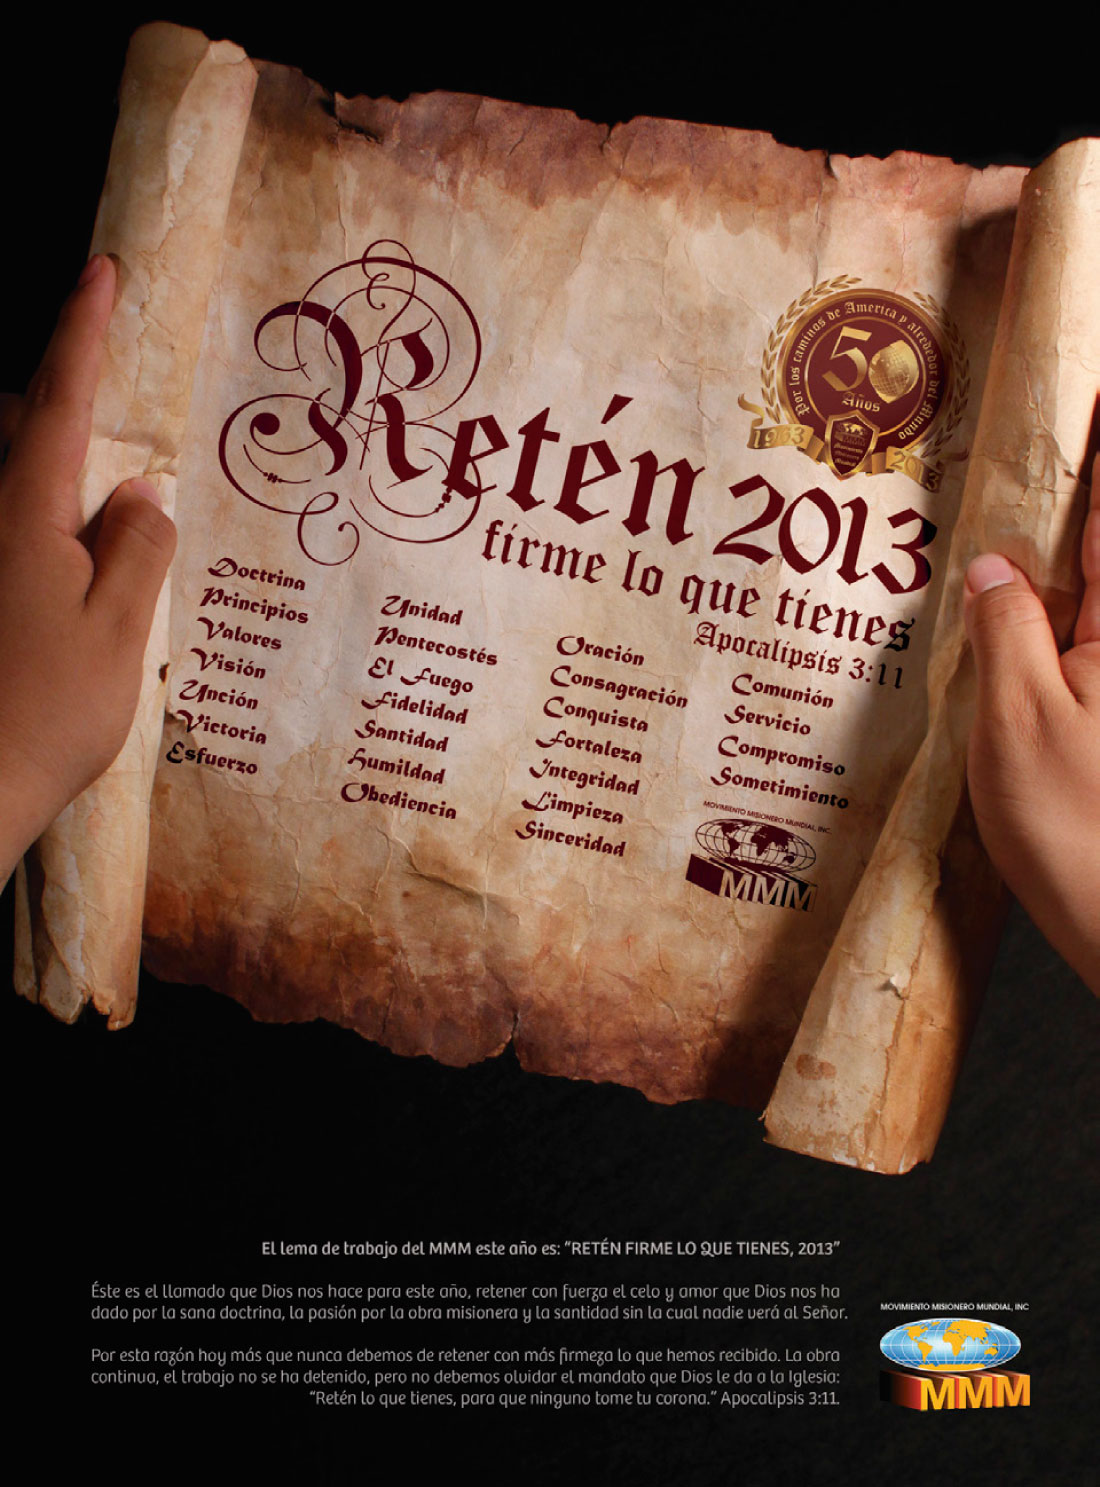 Por los caminos de America y alrededor del Mundo
50
Años
1963
2013
Retén 2013
firme lo que tienes
Apocalipsis 3:11
Doctrina
Principios
Valores
Visión
Unción
Victoria
Esfuerzo
Unidad
Pentecostés
El Fuego
Fidelidad
Santidad
Humildad
Obediencia
Oración
Consagración
Conquista
Fortaleza
Integridad
Limpieza
Sinceridad
Comunión
Servicio
Compromiso
Sometimiento
MOVIMIENTO MISIONERO MUNDIAL, INC.
MMM
El lema de trabajo del MMM este año es: “RETÉN FIRME LO QUE TIENES, 2013”
Éste es el llamado que Dios nos hace para este año, retener con fuerza el celo y amor que Dios nos ha
dado por la sana doctrina, la pasión por la obra misionera y la santidad sin la cual nadie verá al Señor.
Por esta razón hoy más que nunca debemos de retener con más firmeza lo que hemos recibido. La obra
continua, el trabajo no se ha detenido, pero no debemos olvidar el mandato que Dios le da a la Iglesia:
“Retén lo que tienes, para que ninguno tome tu corona.” Apocalipsis 3:11.
MOVIMIENTO MISIONERO MUNDIAL, INC
MMM